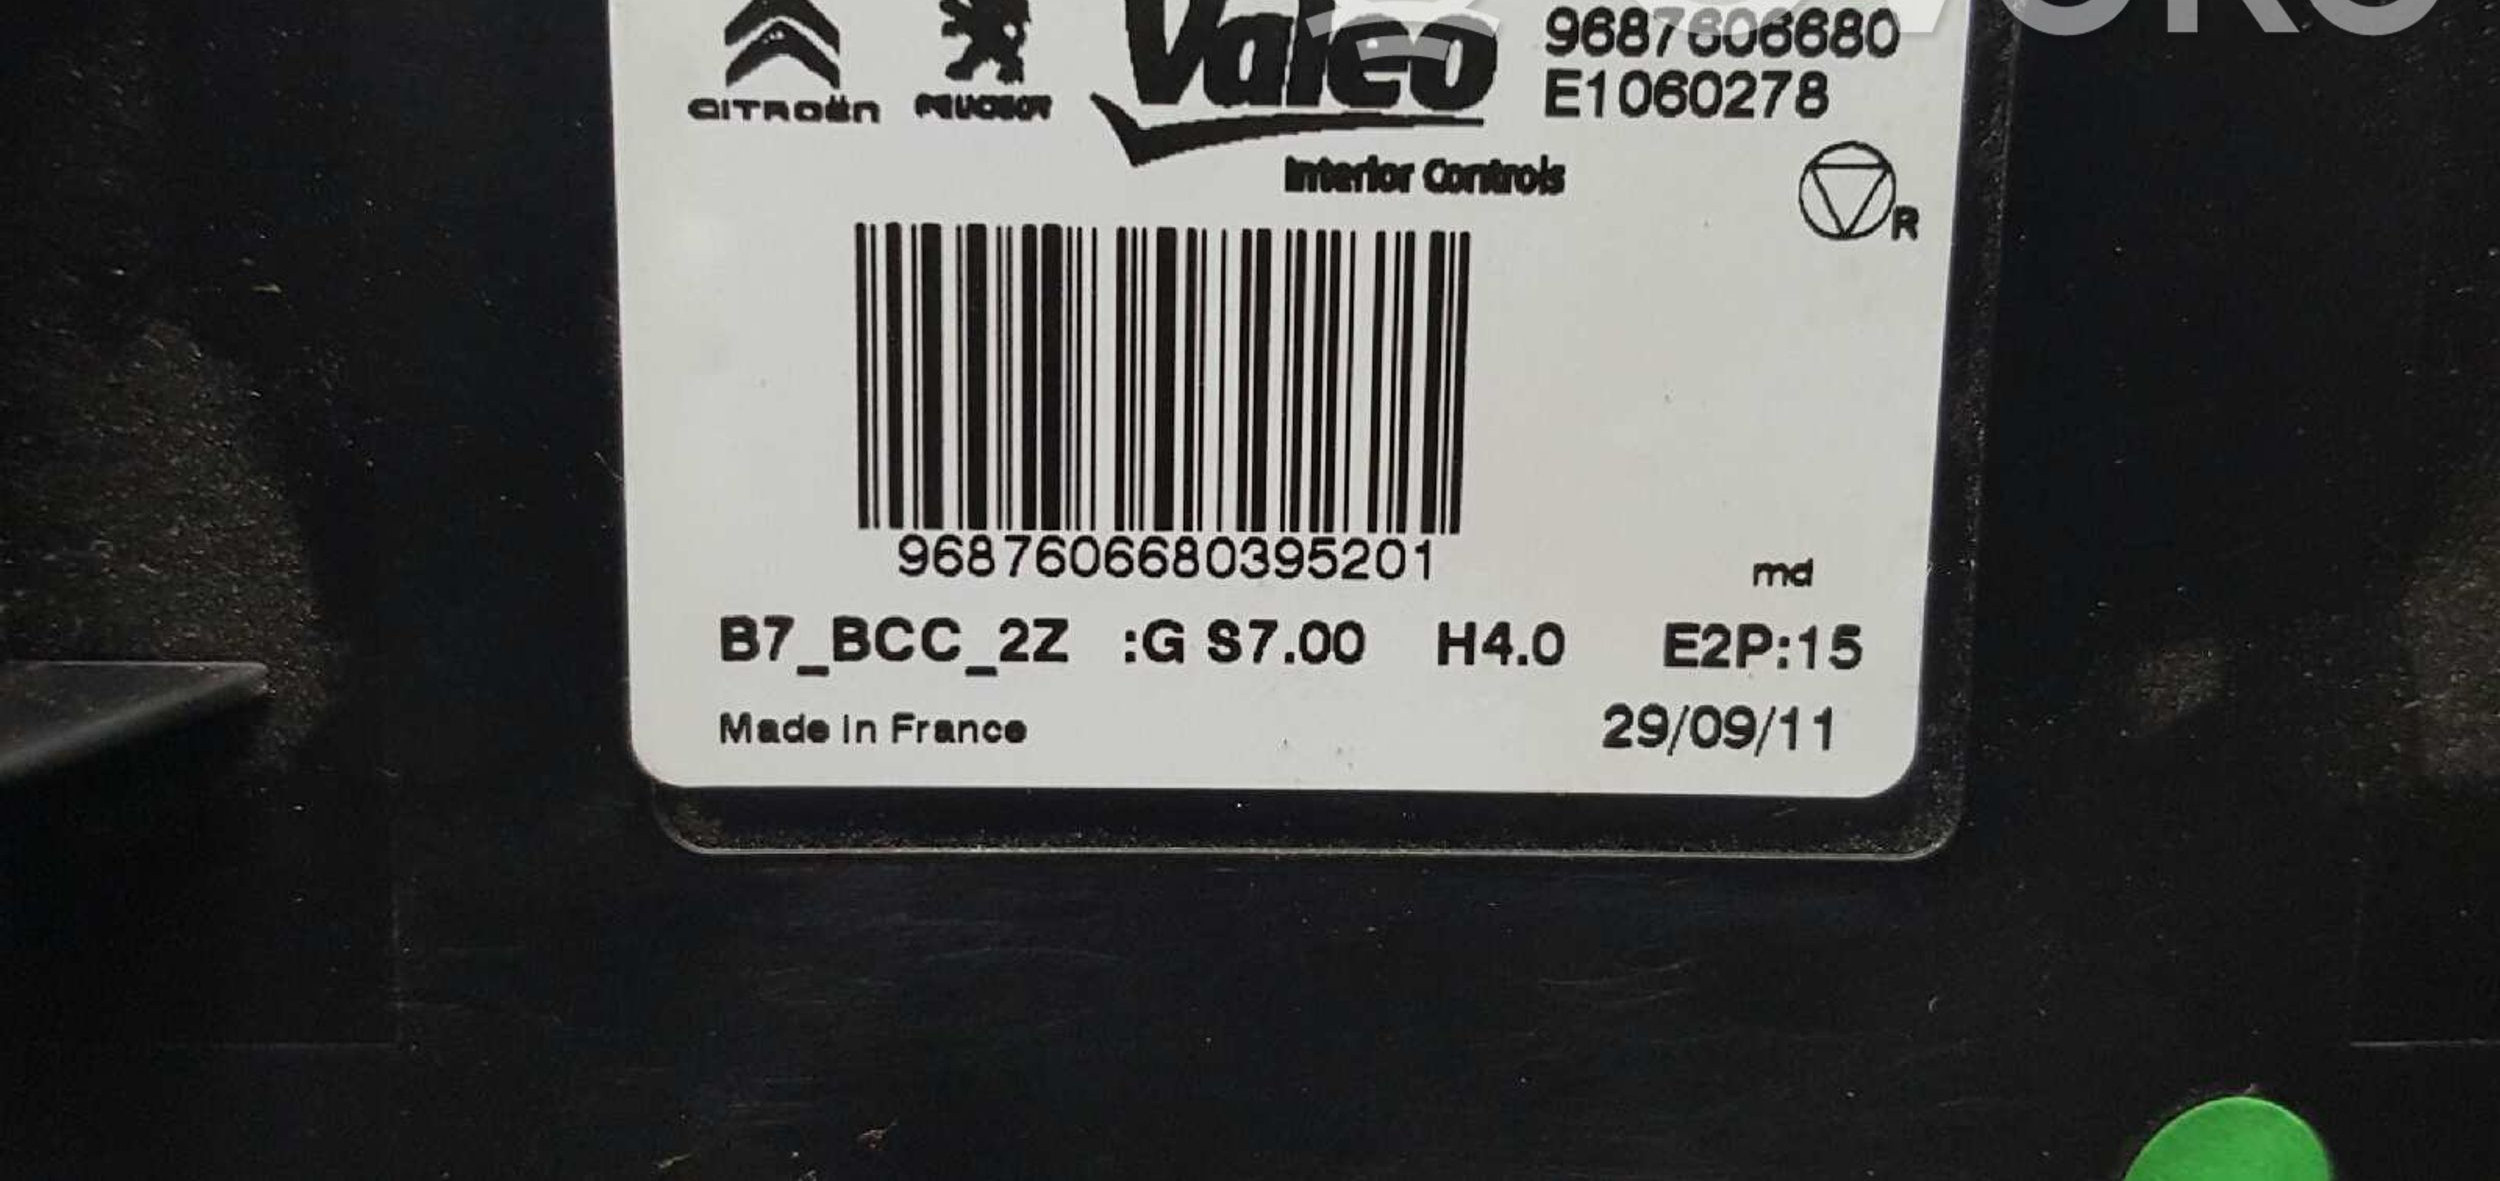 CITROËN PEUGEOT Valeo 9687606680
E1060278
Interior Controls
R
9687606680395201
md
B7_BCC_2Z :G S7.00 H4.0 E2P:15
Made in France 29/09/11